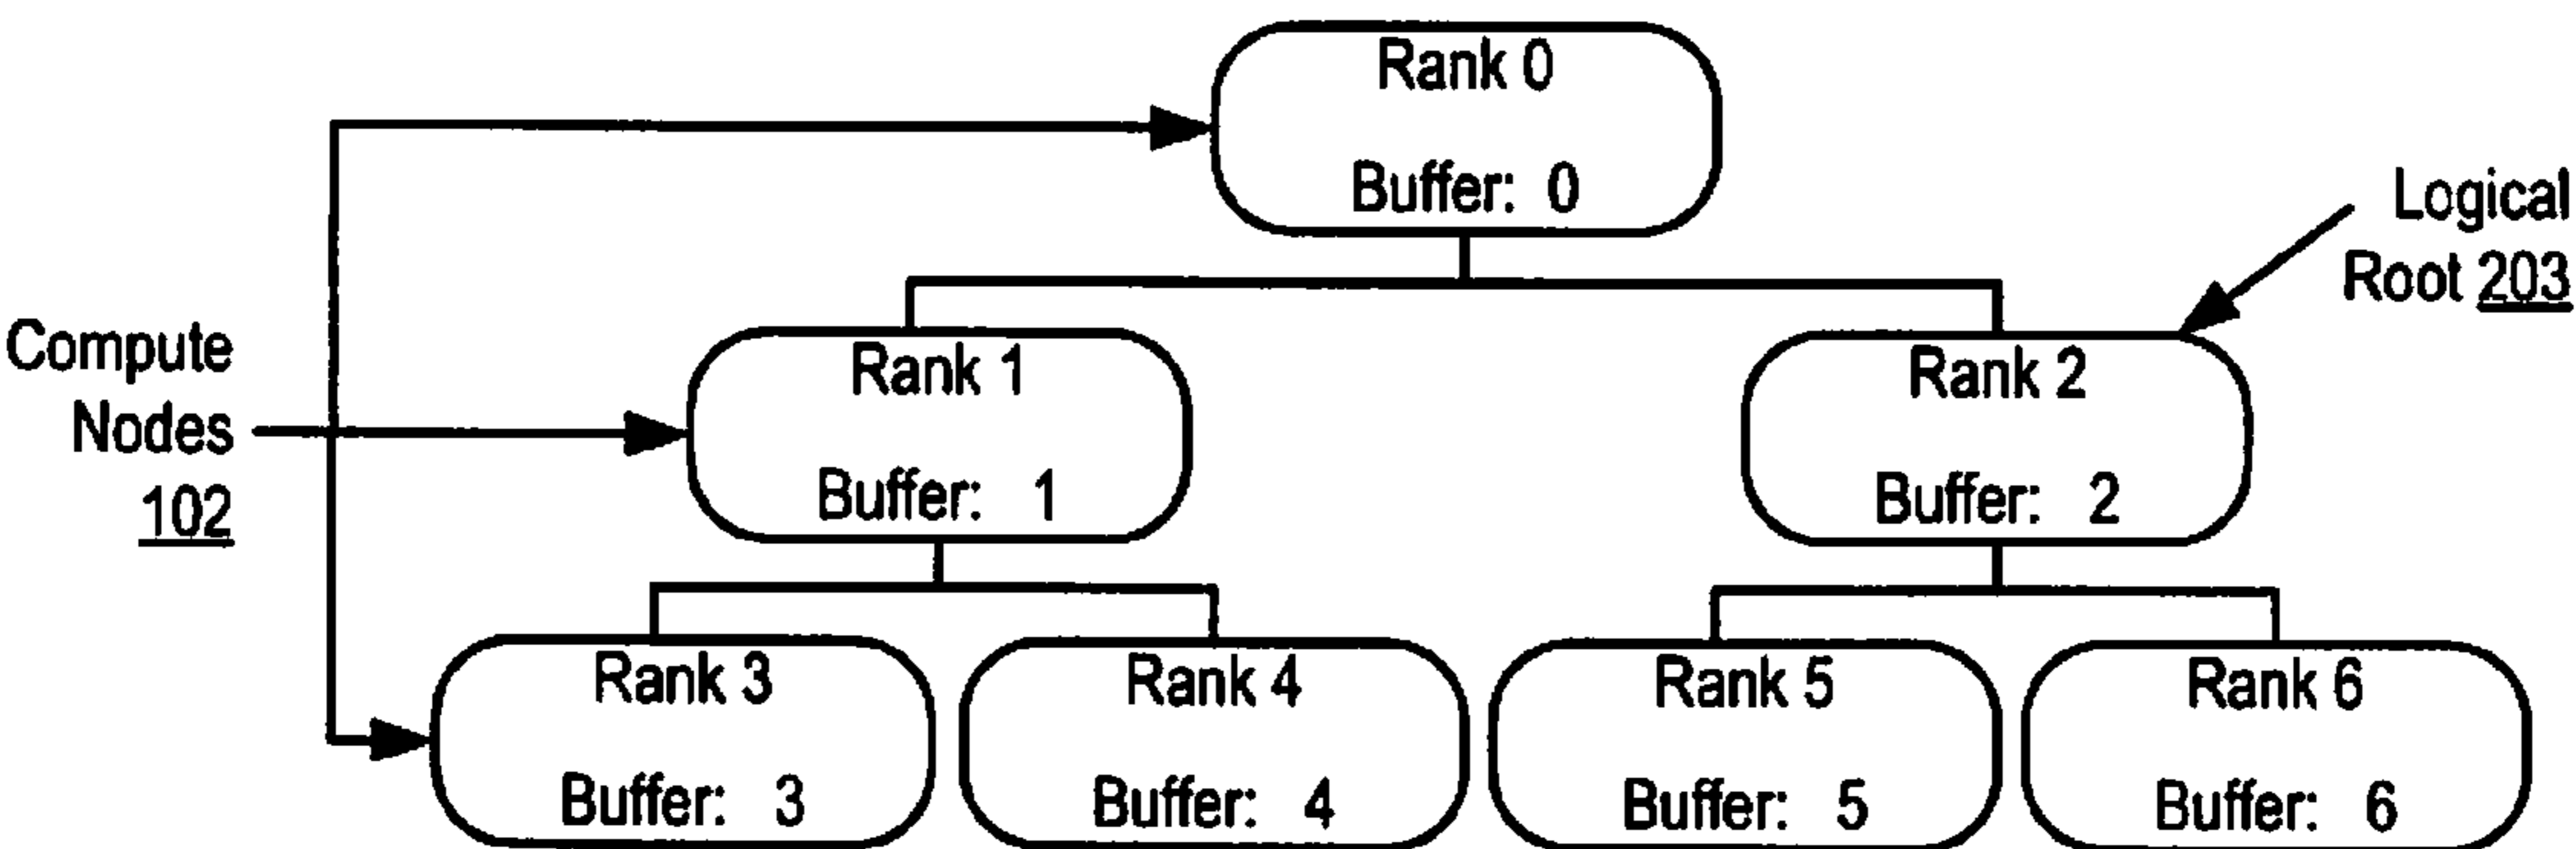 Rank 0
Buffer: 0
Logical
Root 203
Compute
Nodes
102
Rank 1
Buffer: 1
Rank 2
Buffer: 2
Rank 3
Buffer: 3
Rank 4
Buffer: 4
Rank 5
Buffer: 5
Rank 6
Buffer: 6